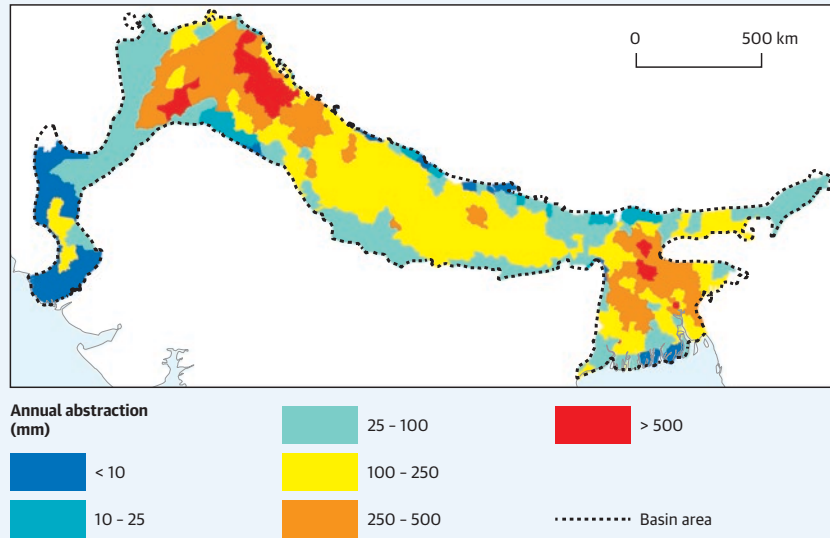 0 500 km
Annual abstraction
(mm)
< 10
10 – 25
25 – 100
100 – 250
250 – 500
> 500
Basin area